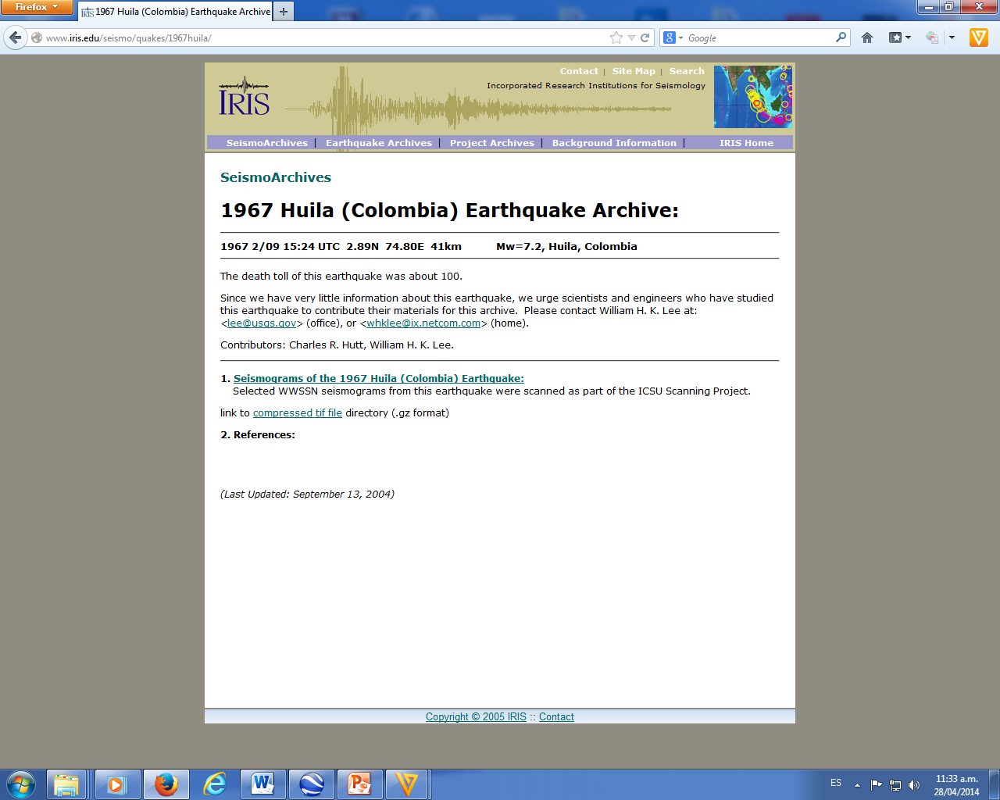 Firefox
1967 Huila (Colombia) Earthquake Archive
www.iris.edu/seismo/quakes/1967huila/
Google
Contact | Site Map | Search
Incorporated Research Institutions for Seismology
IRIS
SeismoArchives | Earthquake Archives | Project Archives | Background Information | IRIS Home
SeismoArchives
1967 Huila (Colombia) Earthquake Archive:
1967 2/09 15:24 UTC 2.89N 74.80E 41km Mw=7.2, Huila, Colombia
The death toll of this earthquake was about 100.
Since we have very little information about this earthquake, we urge scientists and engineers who have studied
this earthquake to contribute their materials for this archive. Please contact William H. K. Lee at:
<lee@usgs.gov> (office), or <whklee@ix.netcom.com> (home).
Contributors: Charles R. Hutt, William H. K. Lee.
1. Seismograms of the 1967 Huila (Colombia) Earthquake:
Selected WWSSN seismograms from this earthquake were scanned as part of the ICSU Scanning Project.
link to compressed tif file directory (.gz format)
2. References:
(Last Updated: September 13, 2004)
Copyright © 2005 IRIS :: Contact
ES
11:33 a.m.
28/04/2014